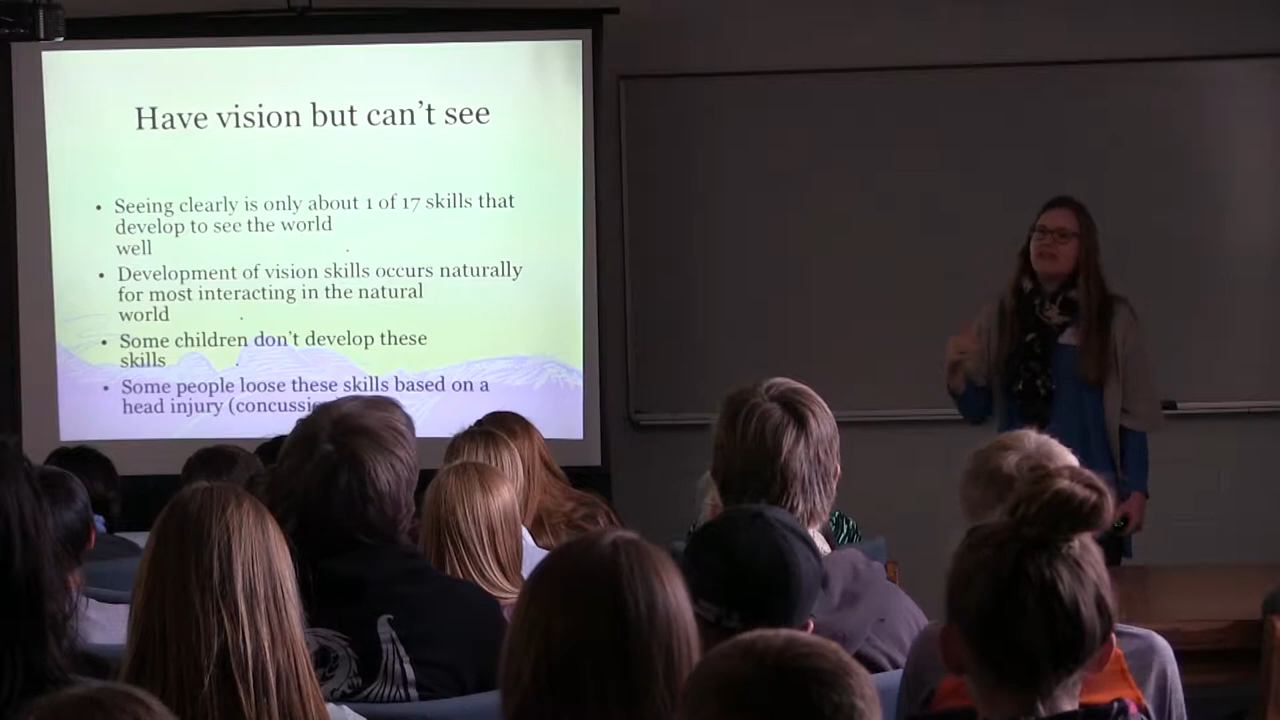 Have vision but can't see
• Seeing clearly is only about 1 of 17 skills that
develop to see the world
well
• Development of vision skills occurs naturally
for most interacting in the natural
world
• Some children don't develop these
skills
• Some people loose these skills based on a
head injury